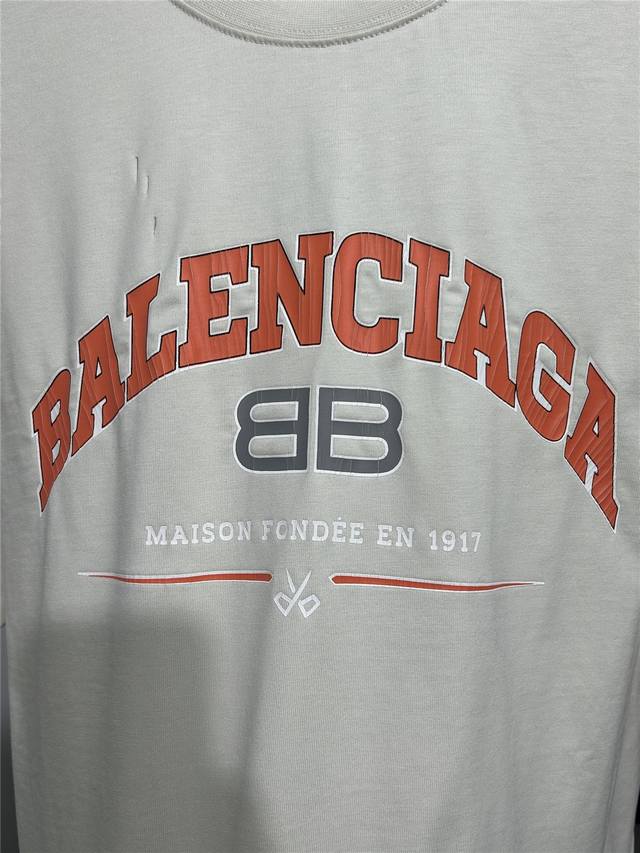 BALENCIAGA
BB
MAISON FONDÉE EN 1917